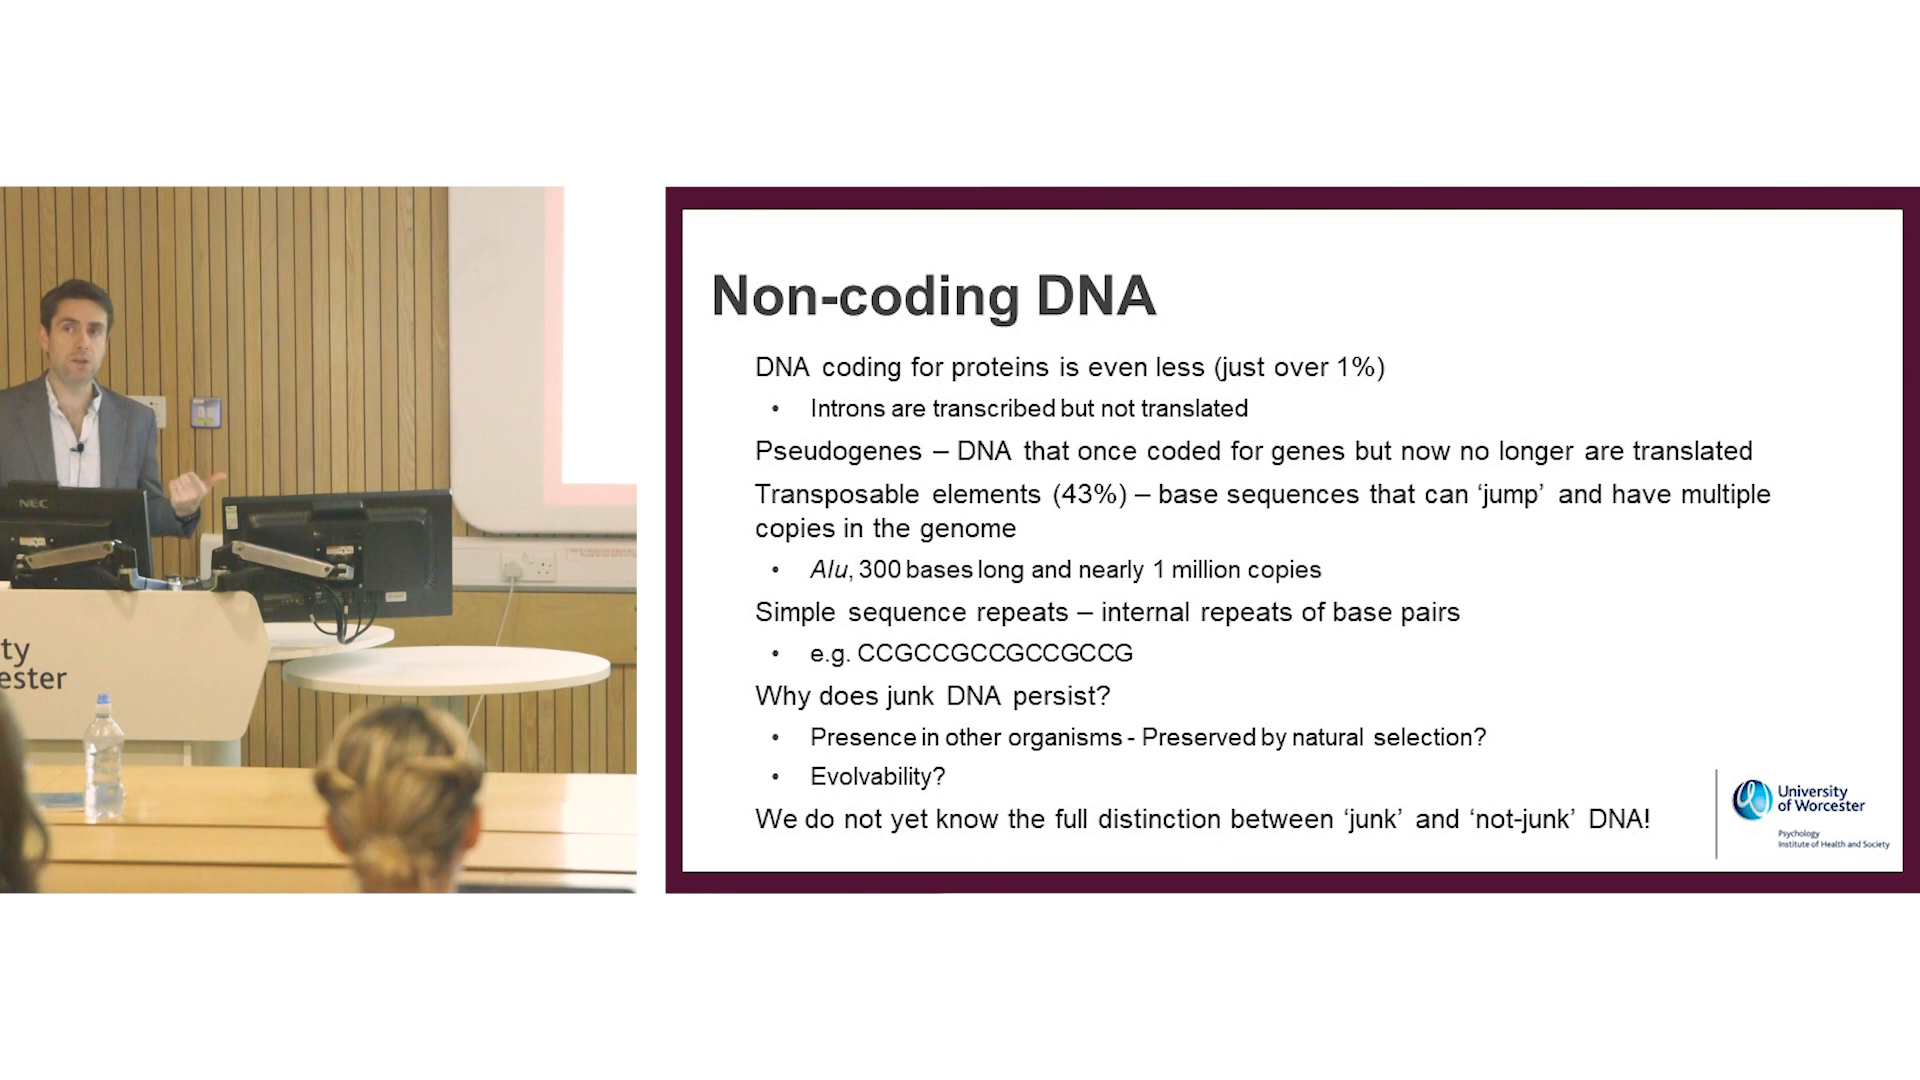 NEC
ty
ester
Non-coding DNA
DNA coding for proteins is even less (just over 1%)
• Introns are transcribed but not translated
Pseudogenes – DNA that once coded for genes but now no longer are translated
Transposable elements (43%) – base sequences that can ‘jump’ and have multiple
copies in the genome
• Alu, 300 bases long and nearly 1 million copies
Simple sequence repeats – internal repeats of base pairs
• e.g. CCGCCGCCGCCGCCG
Why does junk DNA persist?
• Presence in other organisms - Preserved by natural selection?
• Evolvability?
We do not yet know the full distinction between ‘junk’ and ‘not-junk’ DNA!
University
of Worcester
Psychology
Institute of Health and Society